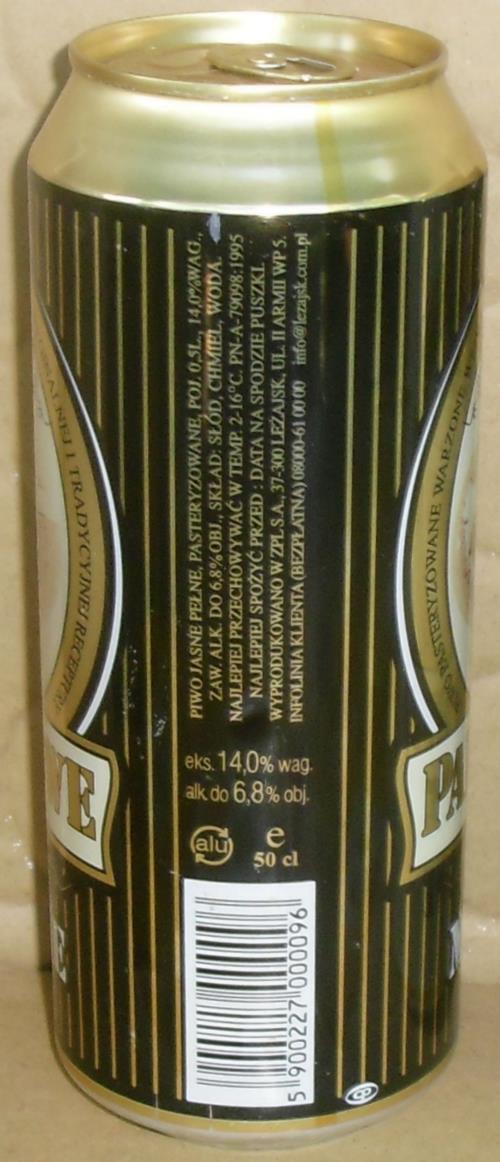 PIWO JASNE PEŁNE, PASTERYZOWANE, POJ. 0,5L., 14,0%WAG.,
ZAW. ALK. DO 6,8% OBJ., SKŁAD: SŁÓD, CHMIEL, WODA
NAJLEPIEJ PRZECHOWYWAĆ W TEMP. 2-16°C. PN-A-79098:1995
NAJLEPIEJ SPOŻYĆ PRZED : DATA NA SPODZIE PUSZKI.
WYPRODUKOWANO W ZPL S.A., 37-300 LEŻAJSK, UL. II ARMII WP 5.
INFOLINIA KLIENTA (BEZPŁATNA) 08000-61 00 00 info@lezajsk.com.pl
I TRADYCYJNEJ RECEPTURY
PASTERYZOWANE WARZONE
WE
PA
E
eks. 14,0% wag.
alk. do 6,8% obj.
alu
e
50 cl
5 900227 000096